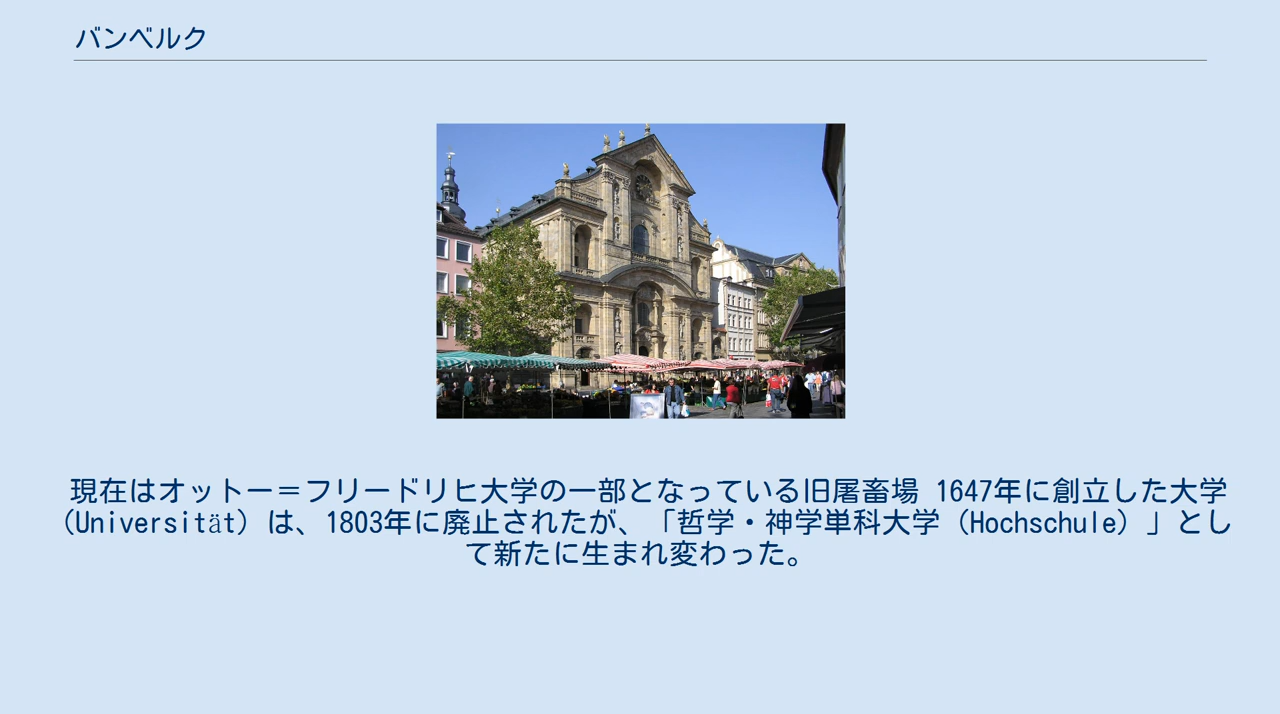 バンベルク
現在はオットー＝フリードリヒ大学の一部となっている旧屠畜場 1647年に創立した大学
（Universität）は、1803年に廃止されたが、「哲学・神学単科大学（Hochschule）」とし
て新たに生まれ変わった。